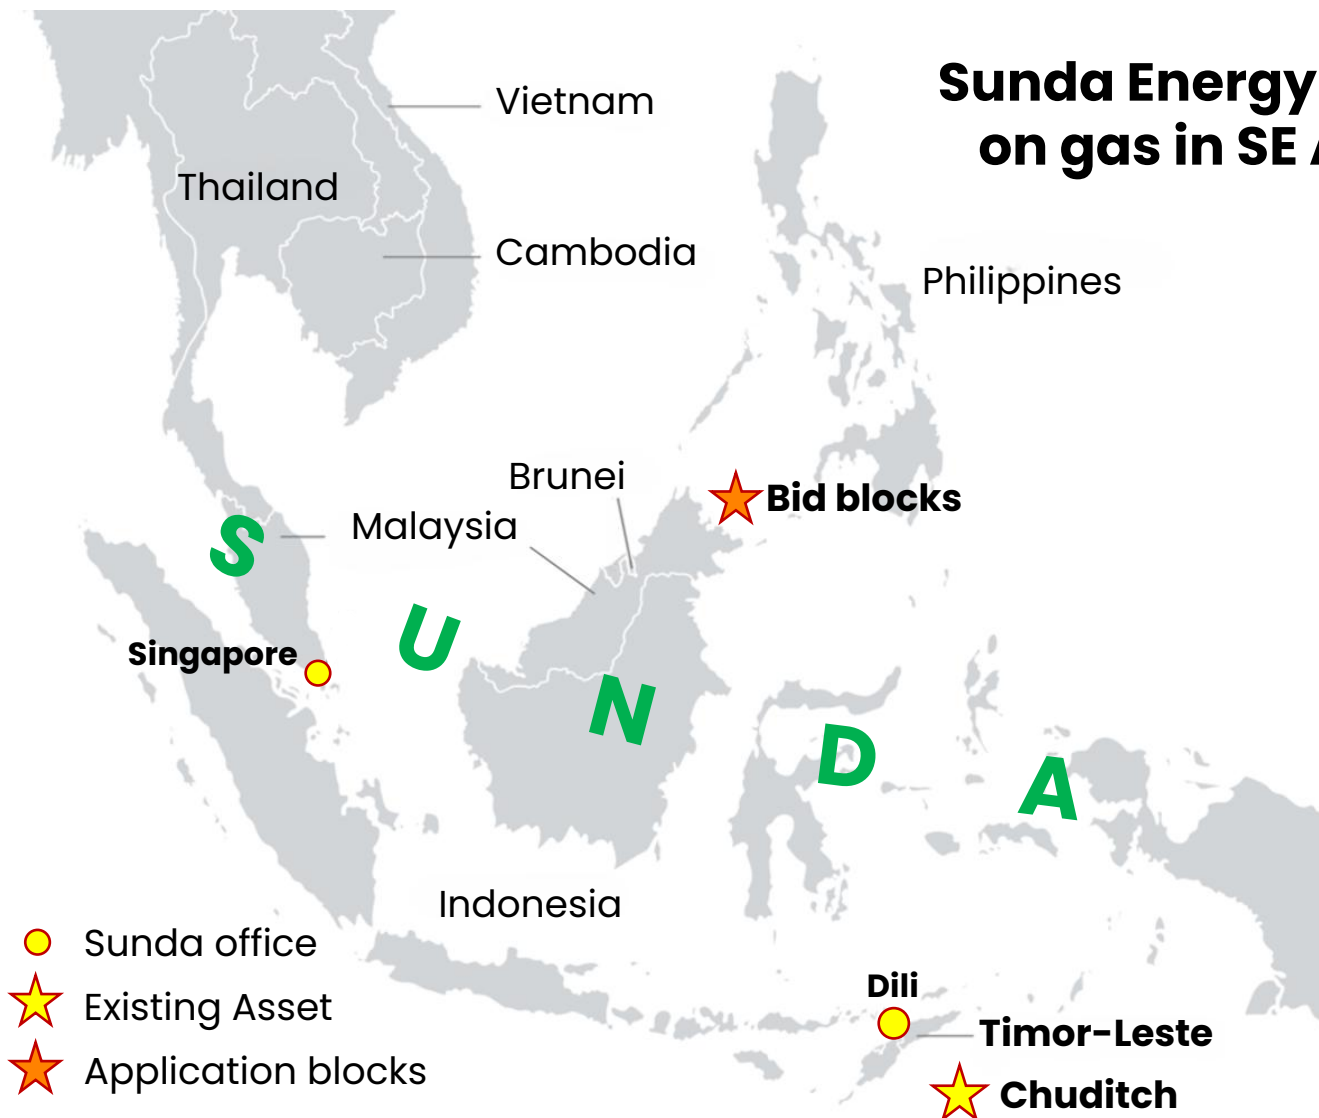 Sunda Energy
on gas in SE
Vietnam
Thailand
Cambodia
Philippines
Brunei
Bid blocks
Malaysia
S
U
N
D
A
Singapore
Indonesia
Sunda office
Existing Asset
Application blocks
Dili
Timor-Leste
Chuditch